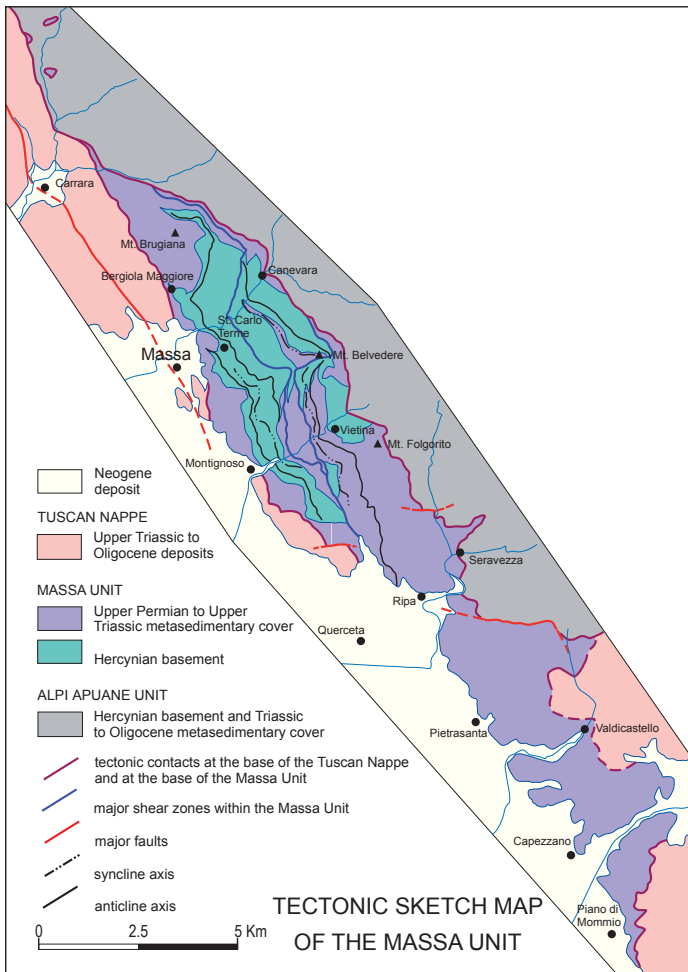 Carrara
Mt. Brugiana
Bergiola Maggiore
Canevara
St. Carlo
Terme
Massa
Mt. Belvedere
Vietina
Mt. Folgorito
Montignoso
Seravezza
Ripa
Querceta
Pietrasanta
Valdicastello
Capezzano
Piano di
Mommio
Neogene
deposit
TUSCAN NAPPE
Upper Triassic to
Oligocene deposits
MASSA UNIT
Upper Permian to Upper
Triassic metasedimentary cover
Hercynian basement
ALPI APUANE UNIT
Hercynian basement and Triassic
to Oligocene metasedimentary cover
tectonic contacts at the base of the Tuscan Nappe
and at the base of the Massa Unit
major shear zones within the Massa Unit
major faults
syncline axis
anticline axis
0 2.5 5 Km
TECTONIC SKETCH MAP
OF THE MASSA UNIT